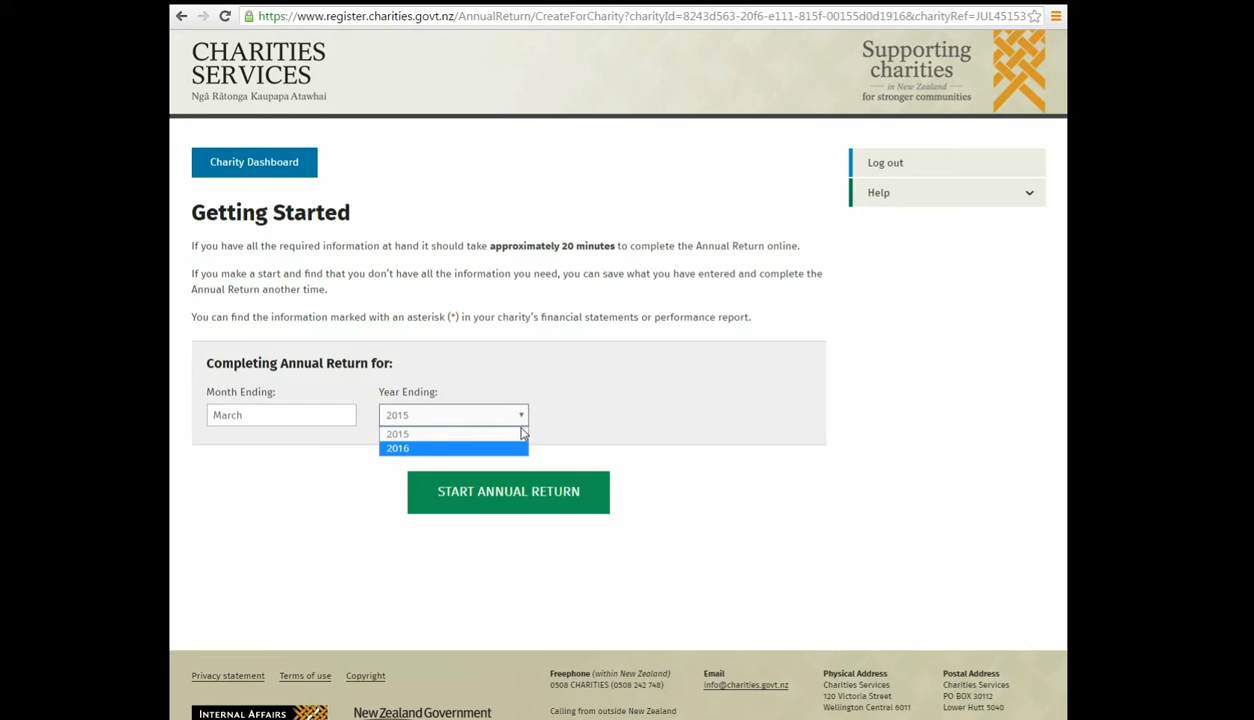 https://www.register.charities.govt.nz/AnnualReturn/CreateForCharity?charityId=8243d563-20f6-e111-815f-00155d0d1916&charityRef=JUL45153
CHARITIES
SERVICES
Ngā Rātonga Kaupapa Atawhai
Supporting
charities
in New Zealand
for stronger communities
Charity Dashboard
Log out
Help
Getting Started
If you have all the required information at hand it should take approximately 20 minutes to complete the Annual Return online.
If you make a start and find that you don't have all the information you need, you can save what you have entered and complete the
Annual Return another time.
You can find the information marked with an asterisk (*) in your charity's financial statements or performance report.
Completing Annual Return for:
Month Ending:
Year Ending:
March
2015
2015
2016
START ANNUAL RETURN
Privacy statement
Terms of use
Copyright
INTERNAL AFFAIRS
New Zealand Government
Freephone (within New Zealand)
0508 CHARITIES (0508 242 748)
Calling from outside New Zealand
Email
info@charities.govt.nz
Physical Address
Charities Services
120 Victoria Street
Wellington Central 6011
Postal Address
Charities Services
PO BOX 30112
Lower Hutt 5040